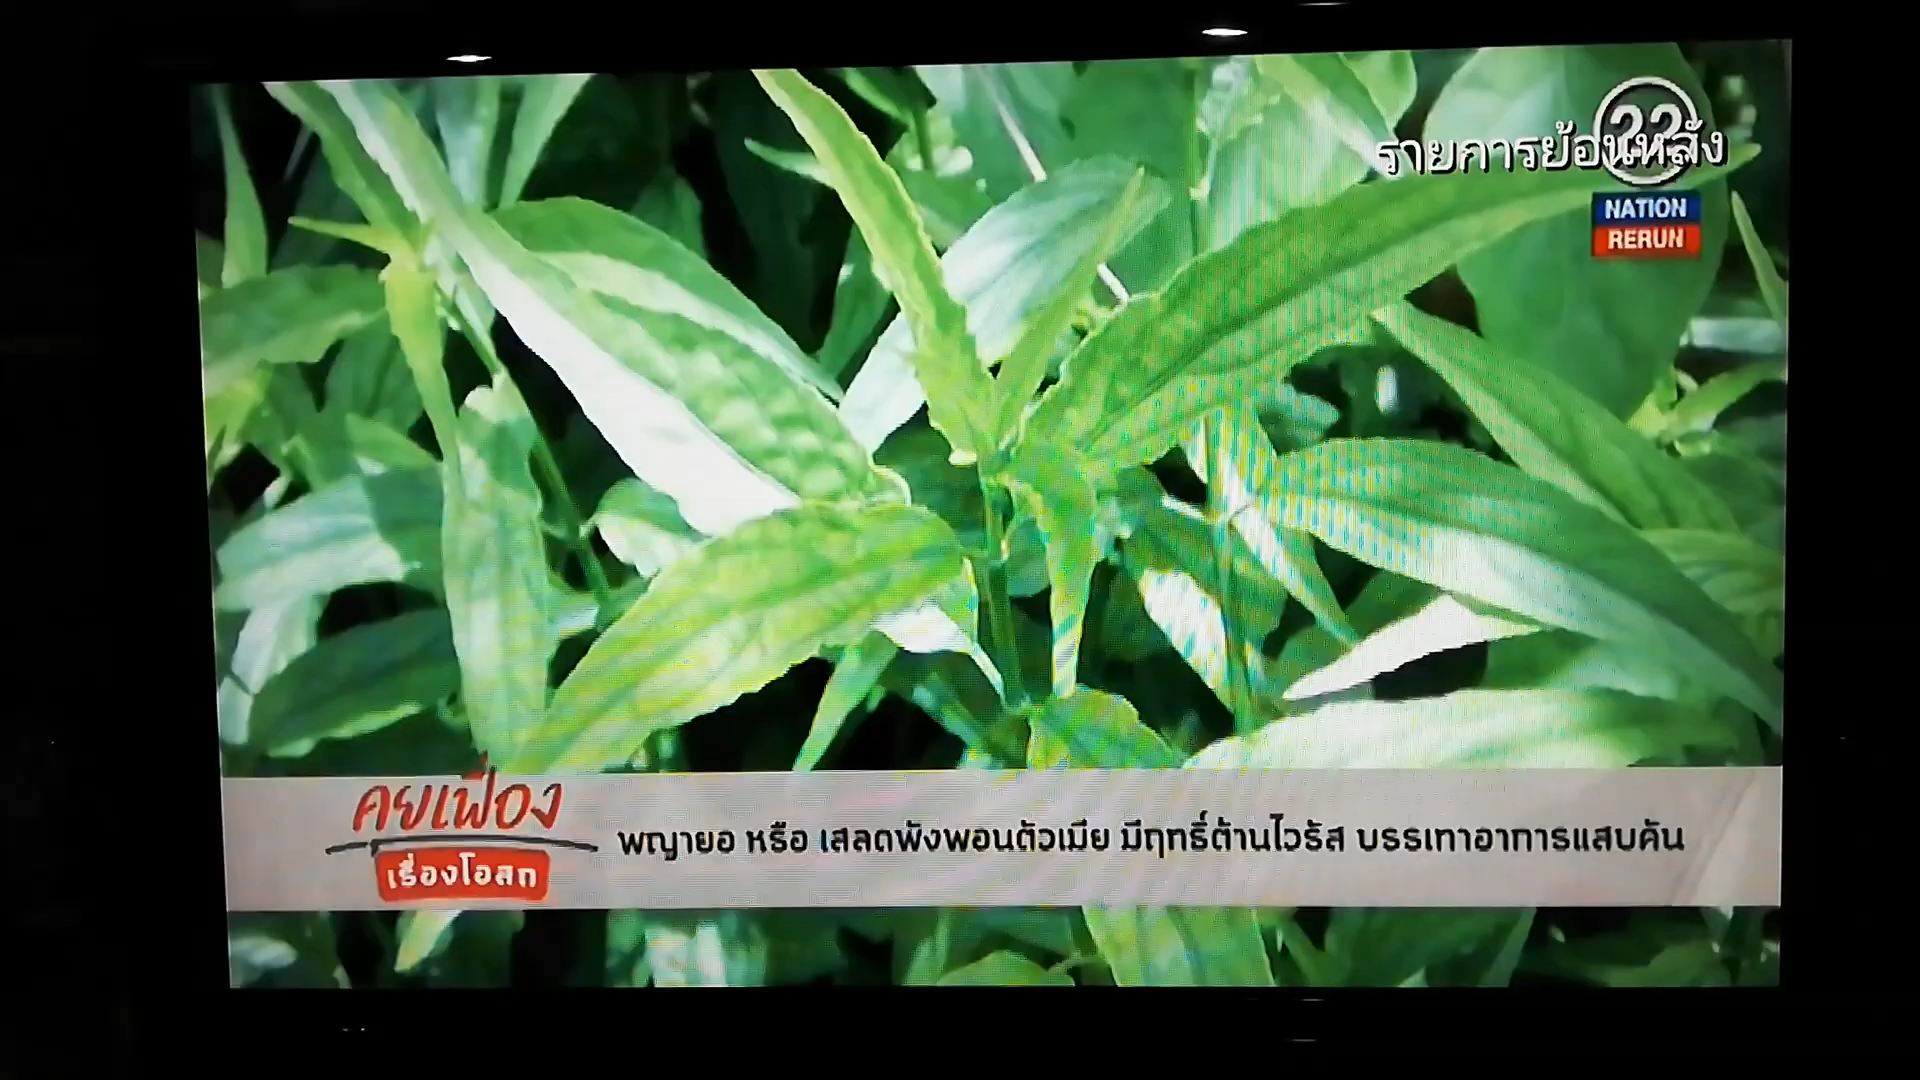 22
รายการย้อนหลัง
NATION
RERUN
คุยเฟื่อง
เรื่องโอสถ
พญายอ หรือ เสลดพังพอนตัวเมีย มีฤทธิ์ต้านไวรัส บรรเทาอาการแสบคัน